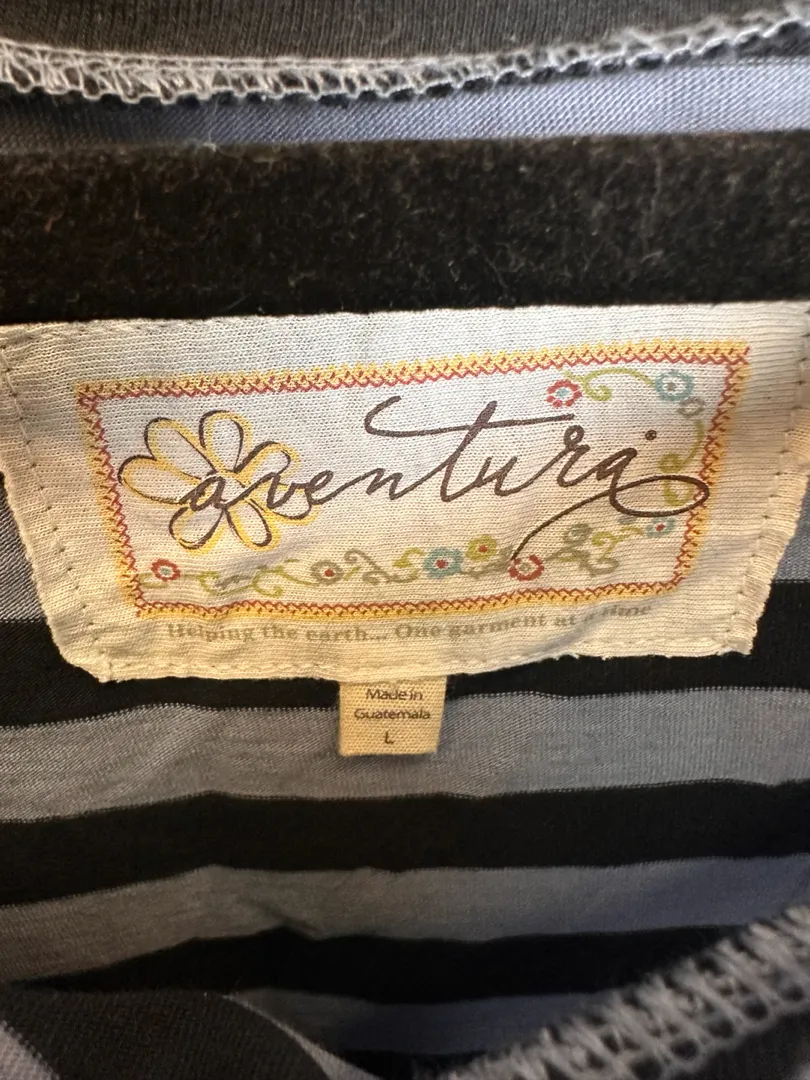 aventura
Helping the earth... One garment at a time
Made in
Guatemala
L